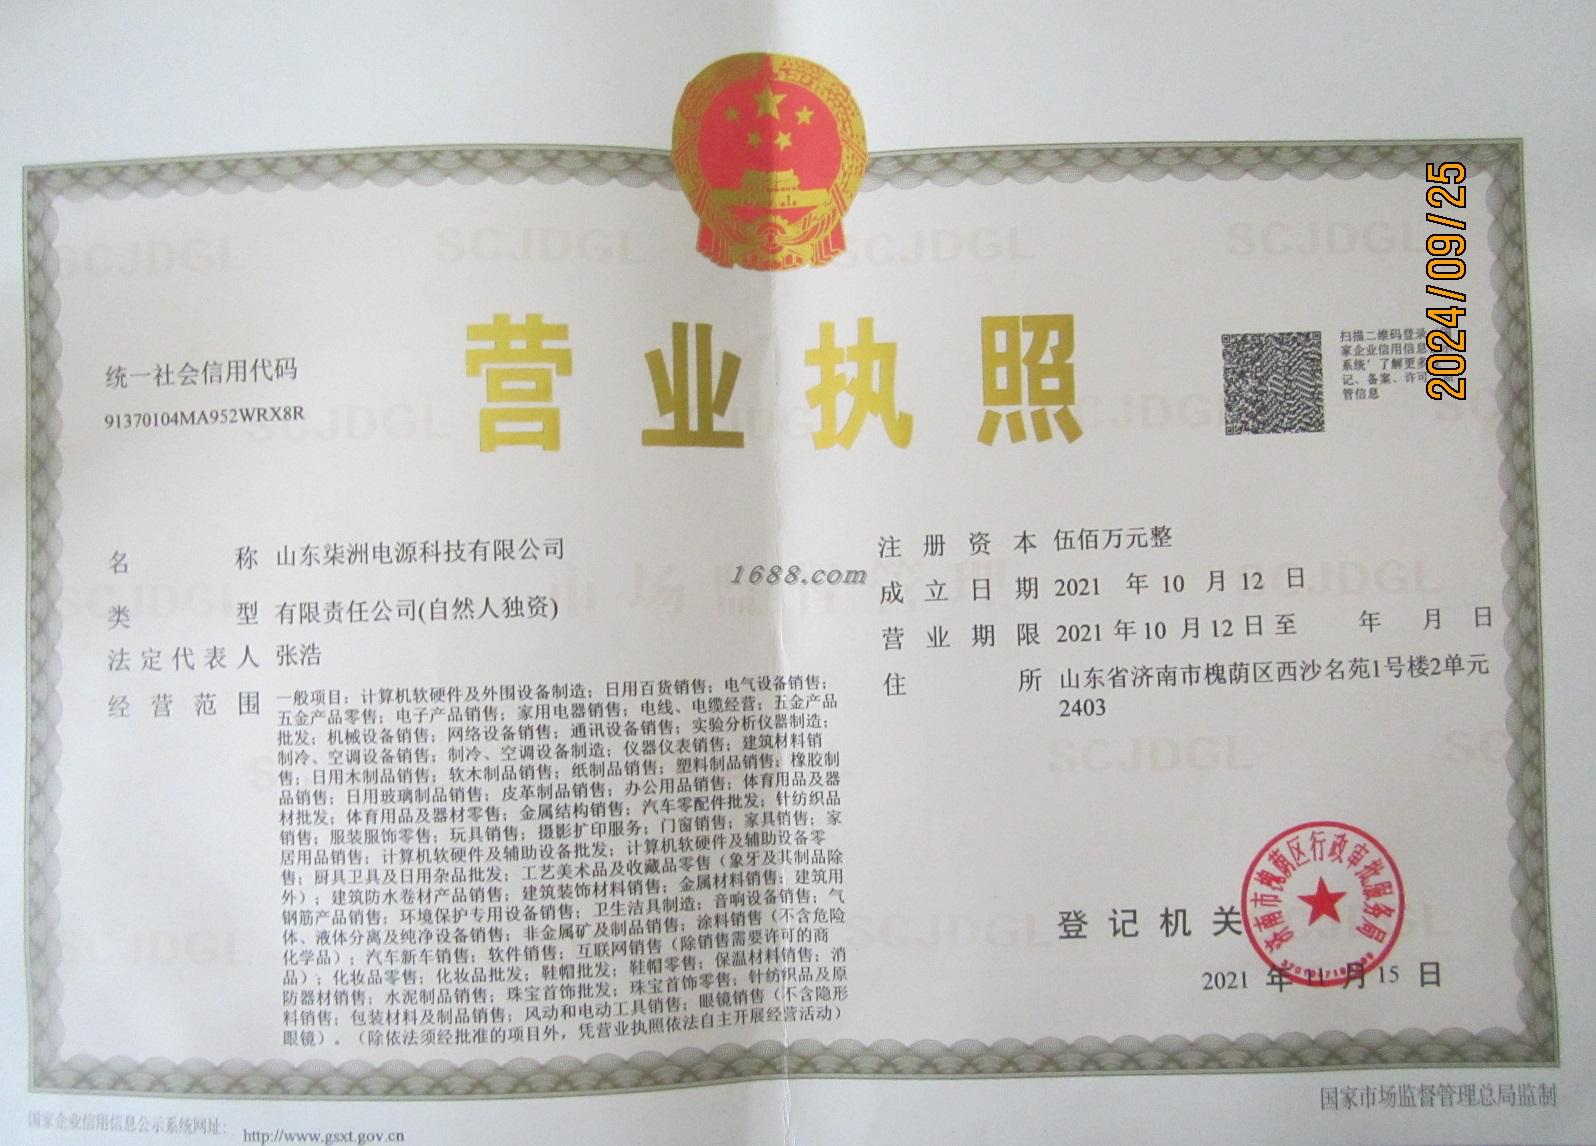 2024/09/25
营业执照
统一社会信用代码
91370104MA952WRX8R
扫描二维码登录
家企业信用信息
系统'了解更多
记、备案、许可
管信息
名称 山东柒洲电源科技有限公司
类型 有限责任公司(自然人独资)
法定代表人 张浩
经营范围 一般项目：计算机软硬件及外围设备制造；日用百货销售；电气设备销售；
五金产品零售；电子产品销售；家用电器销售；电线、电缆经营；五金产品
批发；机械设备销售；网络设备销售；通讯设备销售；实验分析仪器制造；
制冷、空调设备销售；制冷、空调设备制造；仪器仪表销售；建筑材料销
售；日用木制品销售；软木制品销售；纸制品销售；塑料制品销售；橡胶制
品销售；日用玻璃制品销售；皮革制品销售；办公用品销售；体育用品及器
材批发；体育用品及器材零售；金属结构销售；汽车零配件批发；针纺织品
销售；服装服饰零售；玩具销售；摄影扩印服务；门窗销售；家具销售；家
居用品销售；计算机软硬件及辅助设备批发；计算机软硬件及辅助设备零
售；厨具卫具及日用杂品批发；工艺美术品及收藏品零售（象牙及其制品除
外）；建筑防水卷材产品销售；建筑装饰材料销售；金属材料销售；建筑用
钢筋产品销售；环境保护专用设备销售；卫生洁具制造；音响设备销售；气
体、液体分离及纯净设备销售；非金属矿及制品销售；涂料销售（不含危险
化学品）；汽车新车销售；软件销售；互联网销售（除销售需要许可的商
品）；化妆品零售；化妆品批发；鞋帽批发；鞋帽零售；保温材料销售；消
防器材销售；水泥制品销售；珠宝首饰批发；珠宝首饰零售；针纺织品及原
料销售；包装材料及制品销售；风动和电动工具销售；眼镜销售（不含隐形
眼镜）。（除依法须经批准的项目外，凭营业执照依法自主开展经营活动）
1688.com
注册资本 伍佰万元整
成立日期 2021 年 10 月 12 日
营业期限 2021 年 10 月 12 日 至 年 月 日
住所 山东省济南市槐荫区西沙名苑1号楼2单元
2403
登记机关
济南市槐荫区行政审批服务局
2021 年 11 月 15 日
国家企业信用信息公示系统网址：
http://www.gsxt.gov.cn
国家市场监督管理总局监制